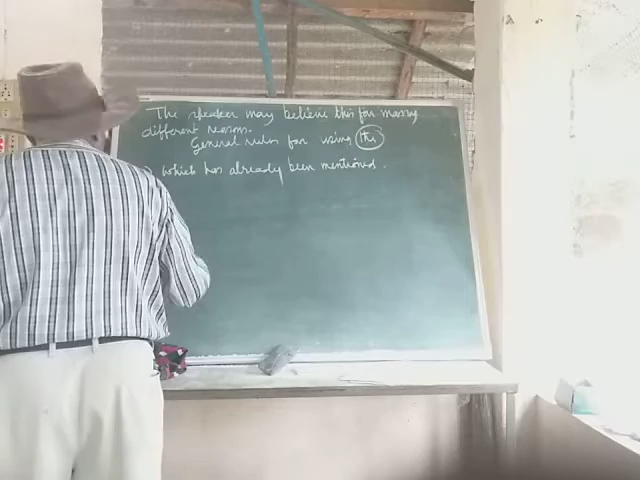 The speaker may believe this for many
different reasons.
General rules for using the
which has already been mentioned.